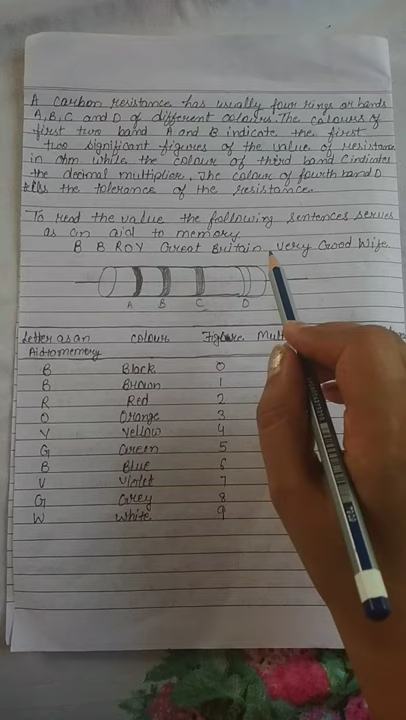 A carbon resistance has usually four rings or bands
A, B, C and D of different colours. The colours of
first two band A and B indicate the first
two significant figures of the value of resistance
in ohm while the colour of third band C indicates
the decimal multiplier. The colour of fourth band D
tells the tolerance of the resistance.
To read the value the following sentences serves
as an aid to memory
B B ROY Great Britain Very Good Wife.
A B C D
Letter as an colour Figure Mult
Aid to memory
B Black 0
B Brown 1
R Red 2
O Orange 3
Y Yellow 4
G Green 5
B Blue 6
V Violet 7
G Grey 8
W White 9